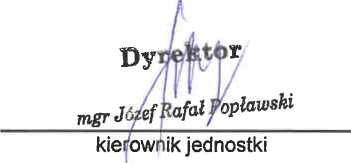 Dyrektor
mgr Józef Rafał Popławski
kierownik jednostki